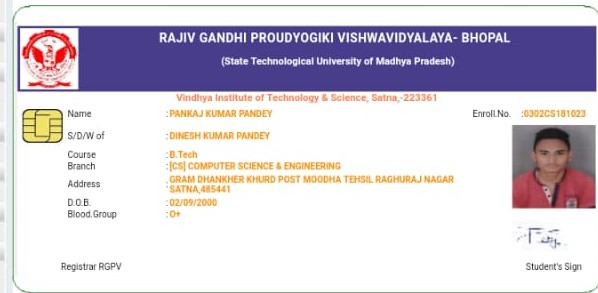 RAJIV GANDHI PROUDYOGIKI VISHWAVIDYALAYA- BHOPAL
(State Technological University of Madhya Pradesh)
Vindhya Institute of Technology & Science, Satna,-223361
Name :PANKAJ KUMAR PANDEY Enroll.No. :0302CS181023
S/D/W of :DINESH KUMAR PANDEY
Course :B.Tech
Branch :[CS] COMPUTER SCIENCE & ENGINEERING
Address :GRAM DHANKHER KHURD POST MOODHA TEHSIL RAGHURAJ NAGAR
SATNA,485441
D.O.B. :02/09/2000
Blood.Group :O+
Registrar RGPV Student's Sign